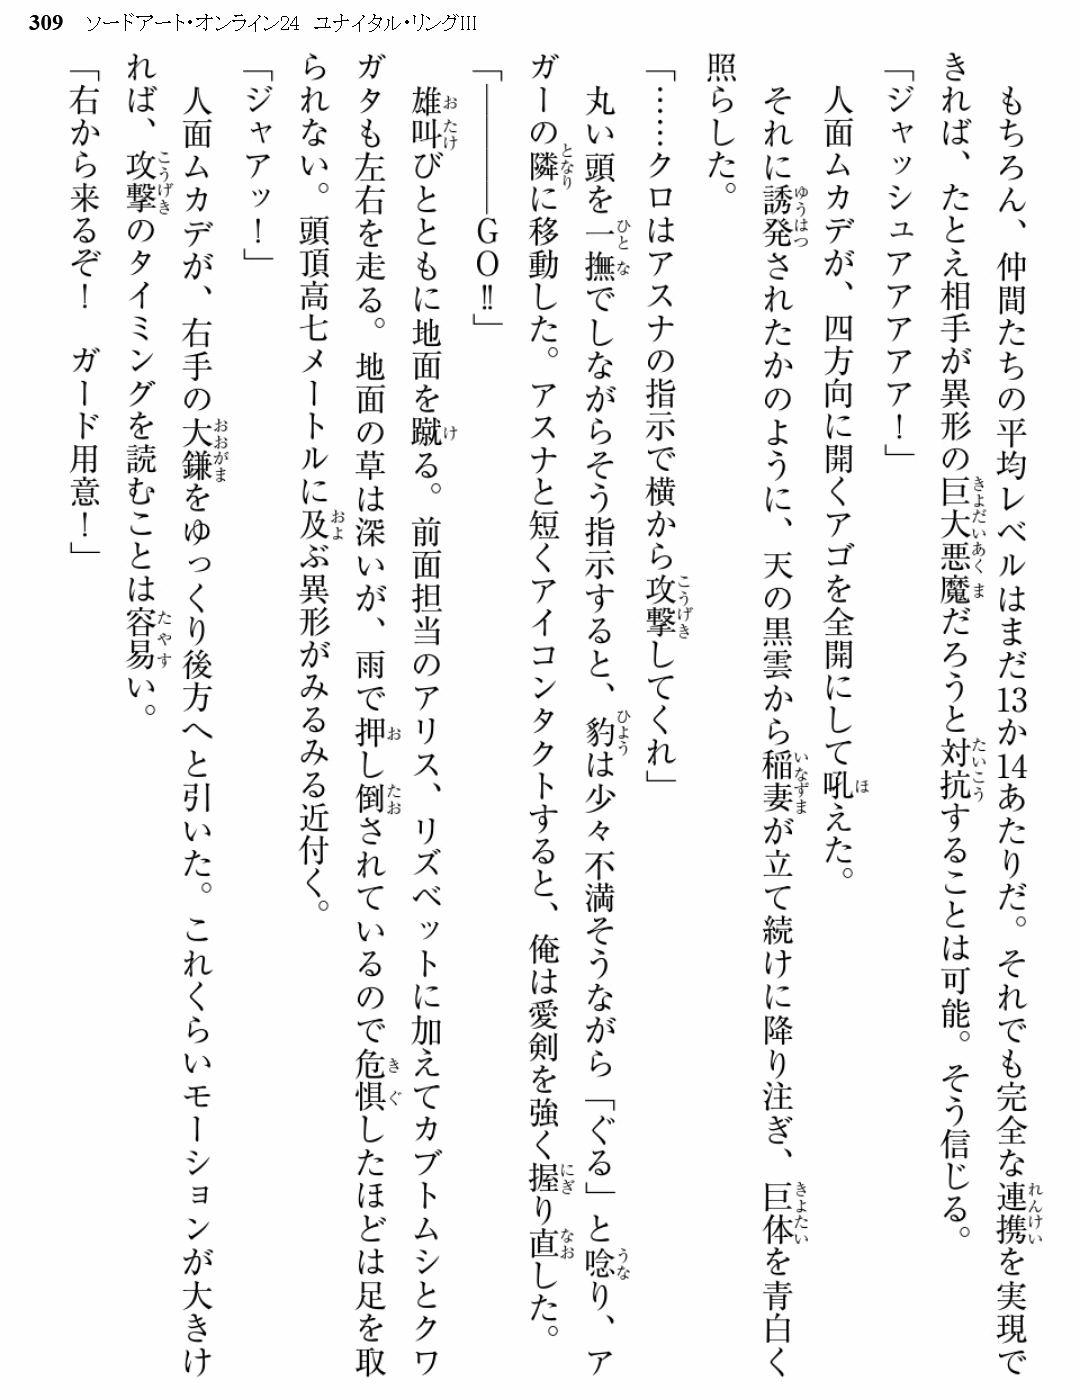 309　ソードアート・オンライン24　ユナイタル・リングⅢ
　もちろん、仲間たちの平均レベルはまだ13か14あたりだ。それでも完全な連携を実現で
きれば、たとえ相手が異形の巨大悪魔だろうと対抗することは可能。そう信じる。
「ジャッシュアアアアア！」
　人面ムカデが、四方向に開くアゴを全開にして吼えた。
　それに誘発されたかのように、天の黒雲から稲妻が立て続けに降り注ぎ、巨体を青白く
照らした。
「……クロはアスナの指示で横から攻撃してくれ」
　丸い頭を一撫でしながらそう指示すると、豹は少々不満そうながら「ぐる」と唸り、ア
ガーの隣に移動した。アスナと短くアイコンタクトすると、俺は愛剣を強く握り直した。
「――――ＧＯ‼」
　雄叫びとともに地面を蹴る。前面担当のアリス、リズベットに加えてカブトムシとクワ
ガタも左右を走る。地面の草は深いが、雨で押し倒されているので危惧したほどは足を取
られない。頭頂高七メートルに及ぶ異形がみるみる近付く。
「ジャアッ！」
　人面ムカデが、右手の大鎌をゆっくり後方へと引いた。これくらいモーションが大きけ
れば、攻撃のタイミングを読むことは容易い。
「右から来るぞ！　ガード用意！」